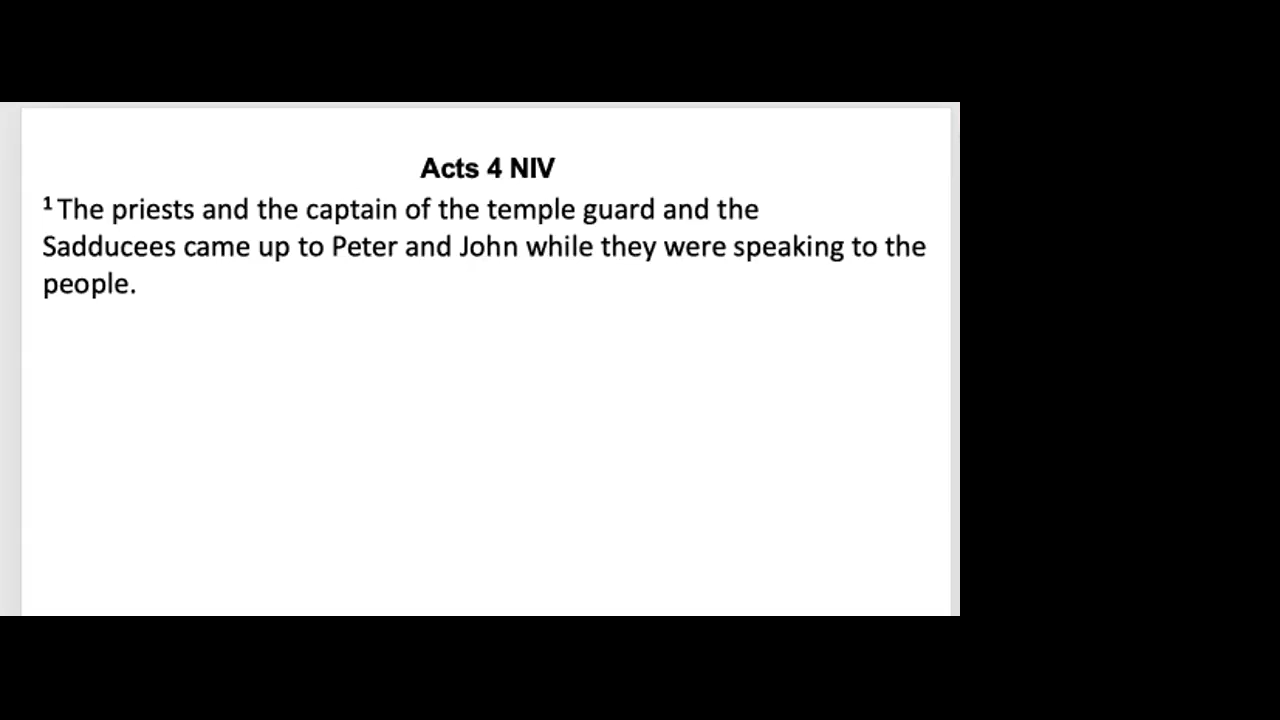 Acts 4 NIV
1 The priests and the captain of the temple guard and the
Sadducees came up to Peter and John while they were speaking to the
people.